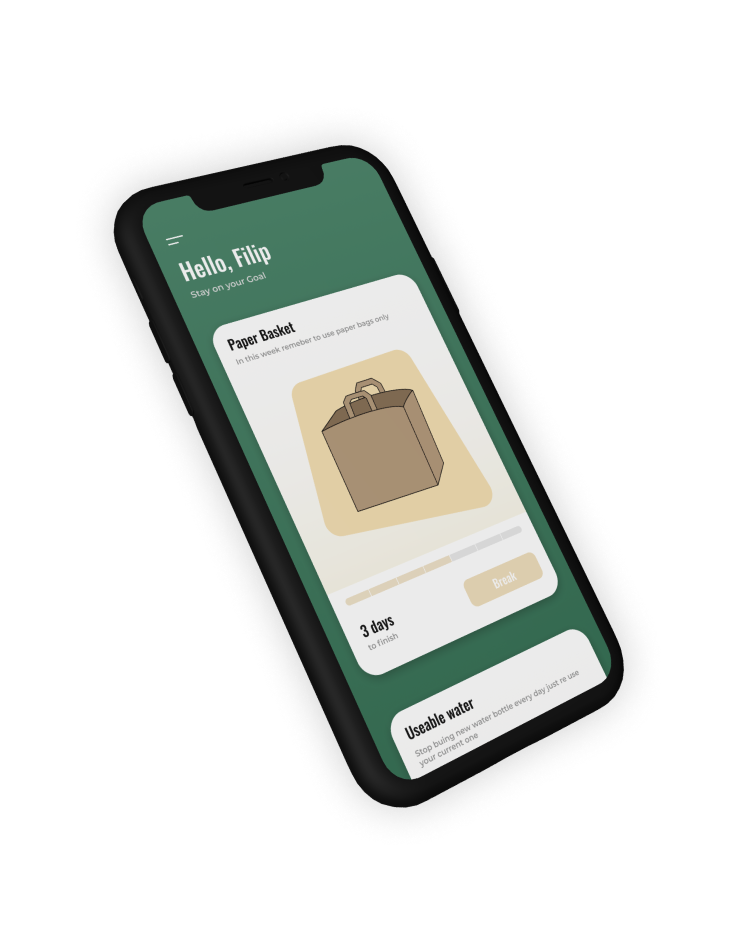 Hello, Filip
Stay on your Goal
Paper Basket
In this week remeber to use paper bags only
3 days
to finish
Break
Useable water
Stop buing new water bottle every day just re use
your current one